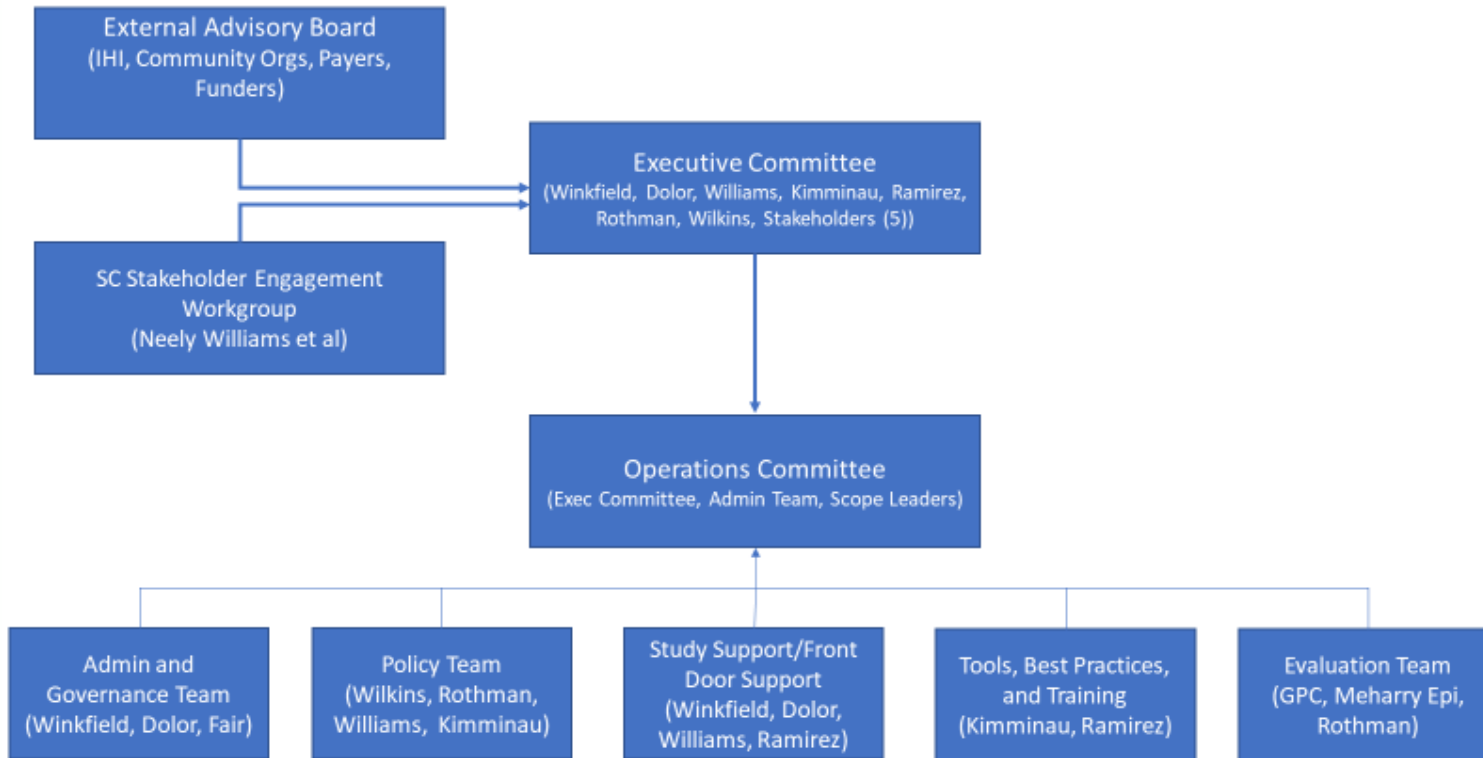 External Advisory Board
(IHI, Community Orgs, Payers,
Funders)
Executive Committee
(Winkfield, Dolor, Williams, Kimminau, Ramirez,
Rothman, Wilkins, Stakeholders (5))
SC Stakeholder Engagement
Workgroup
(Neely Williams et al)
Operations Committee
(Exec Committee, Admin Team, Scope Leaders)
Admin and
Governance Team
(Winkfield, Dolor, Fair)
Policy Team
(Wilkins, Rothman,
Williams, Kimminau)
Study Support/Front
Door Support
(Winkfield, Dolor,
Williams, Ramirez)
Tools, Best Practices,
and Training
(Kimminau, Ramirez)
Evaluation Team
(GPC, Meharry Epi,
Rothman)